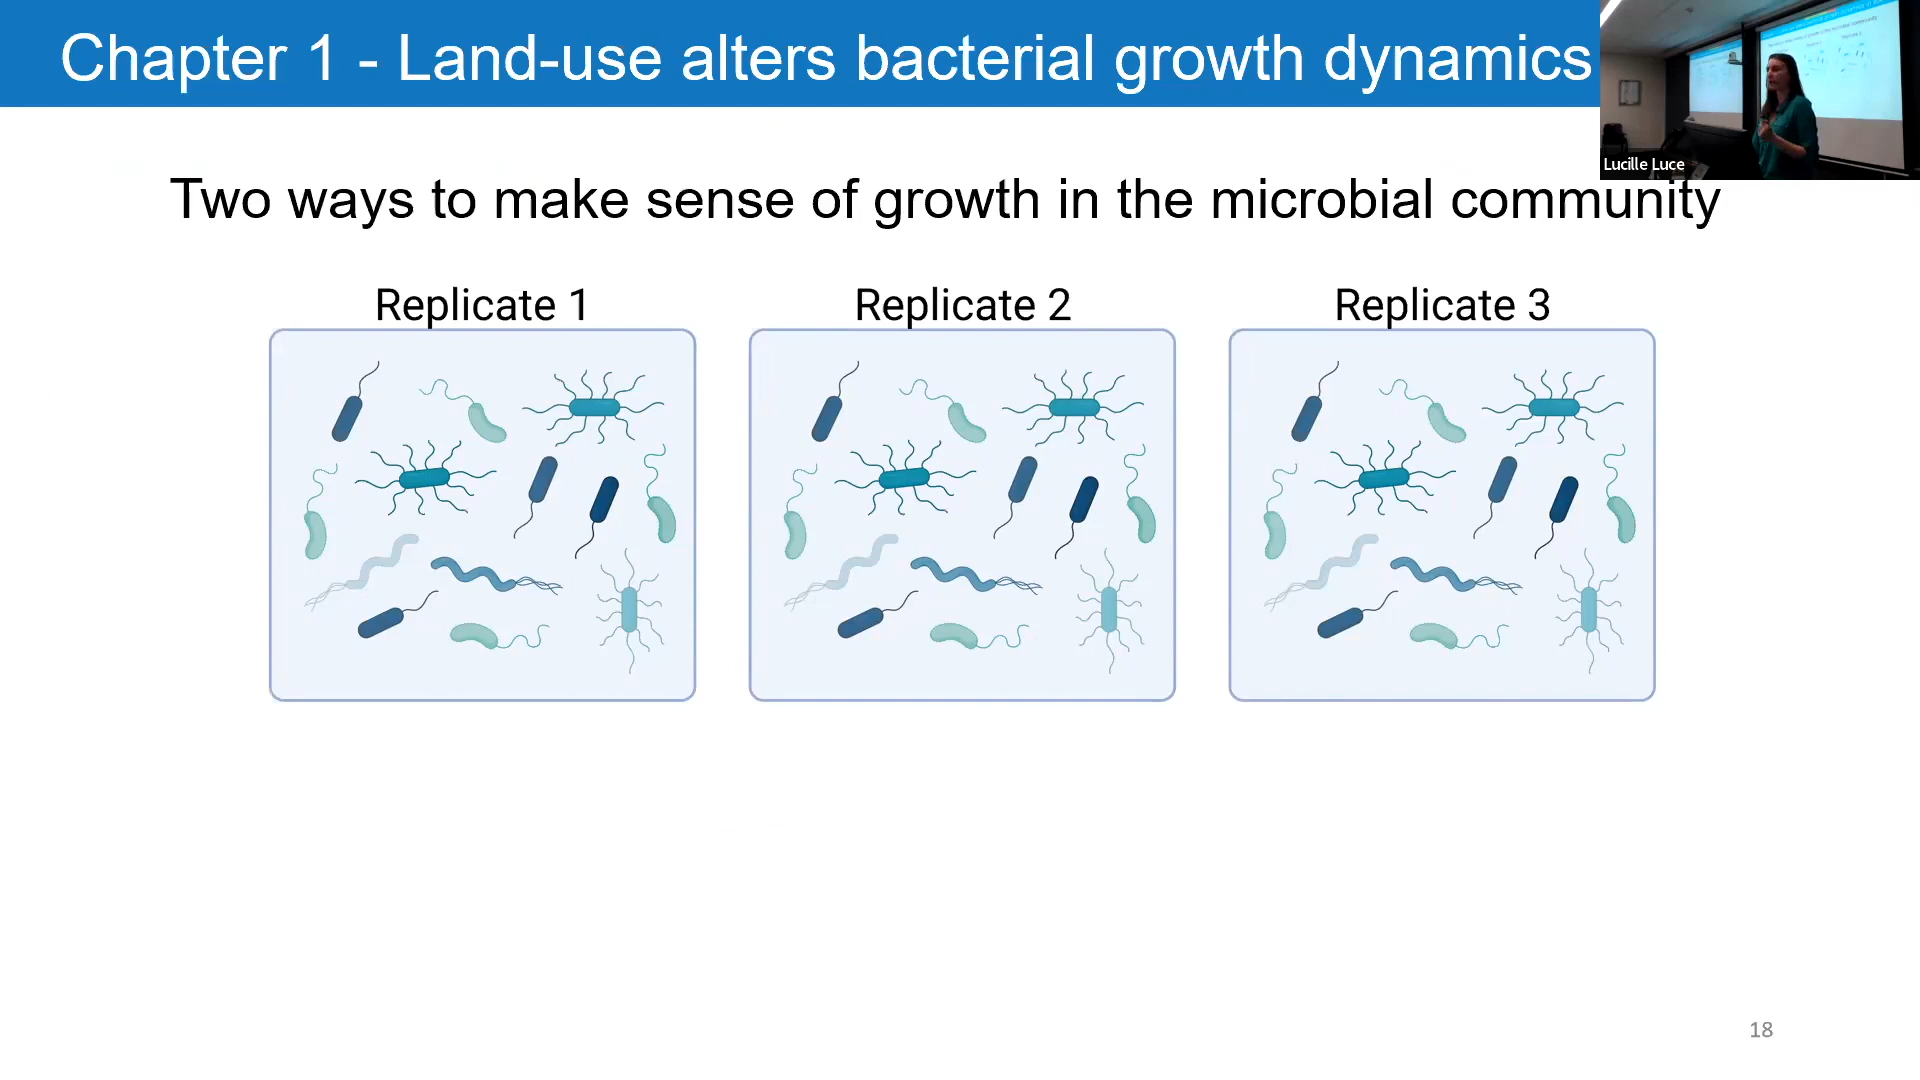 Chapter 1 - Land-use alters bacterial growth dynamics
Lucille Luce
Two ways to make sense of growth in the microbial community
Replicate 1
Replicate 2
Replicate 3
18